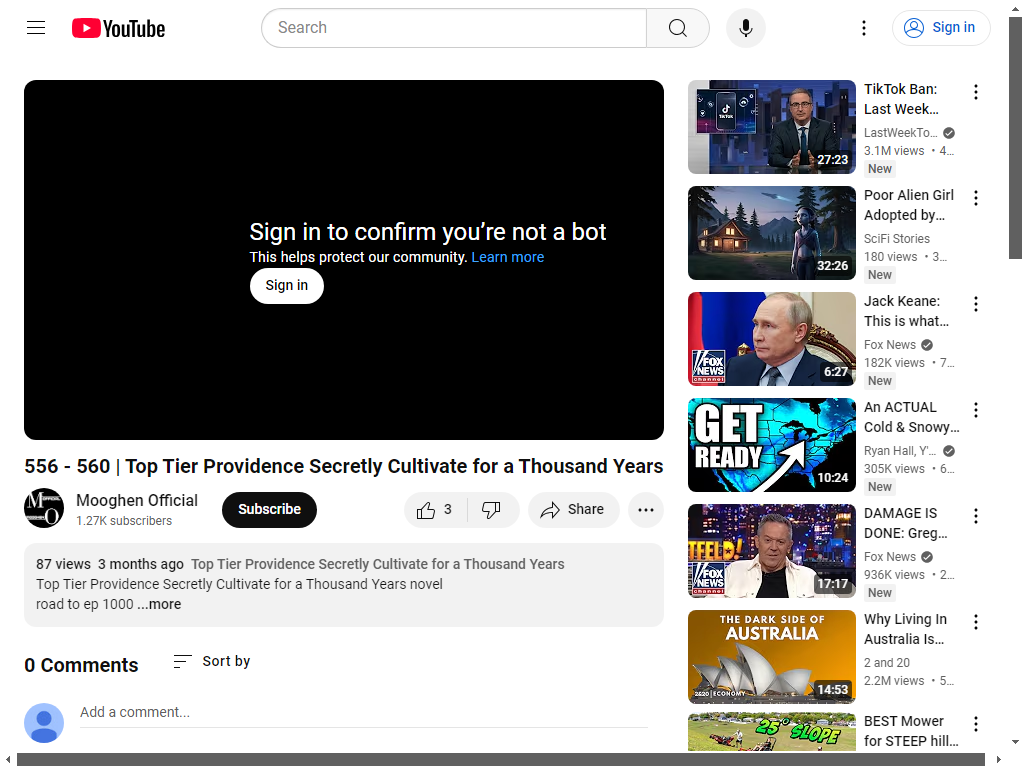 YouTube
Search
Sign in
Sign in to confirm you’re not a bot
This helps protect our community. Learn more
Sign in
556 - 560 | Top Tier Providence Secretly Cultivate for a Thousand Years
Mooghen Official
1.27K subscribers
Subscribe
3
Share
87 views 3 months ago Top Tier Providence Secretly Cultivate for a Thousand Years
Top Tier Providence Secretly Cultivate for a Thousand Years novel
road to ep 1000 ...more
0 Comments
Sort by
Add a comment...
TikTok
27:23
TikTok Ban:
Last Week…
LastWeekTo…
3.1M views • 4…
New
32:26
Poor Alien Girl
Adopted by…
SciFi Stories
180 views • 3…
New
FOX
NEWS
channel
6:27
Jack Keane:
This is what…
Fox News
182K views • 7…
New
GET
READY
10:24
An ACTUAL
Cold & Snowy…
Ryan Hall, Y'…
305K views • 6…
New
FOX
NEWS
channel
17:17
DAMAGE IS
DONE: Greg…
Fox News
936K views • 2…
New
THE DARK SIDE OF
AUSTRALIA
2&20 | ECONOMY
14:53
Why Living In
Australia Is…
2 and 20
2.2M views • 5…
25° SLOPE
BEST Mower
for STEEP hill…